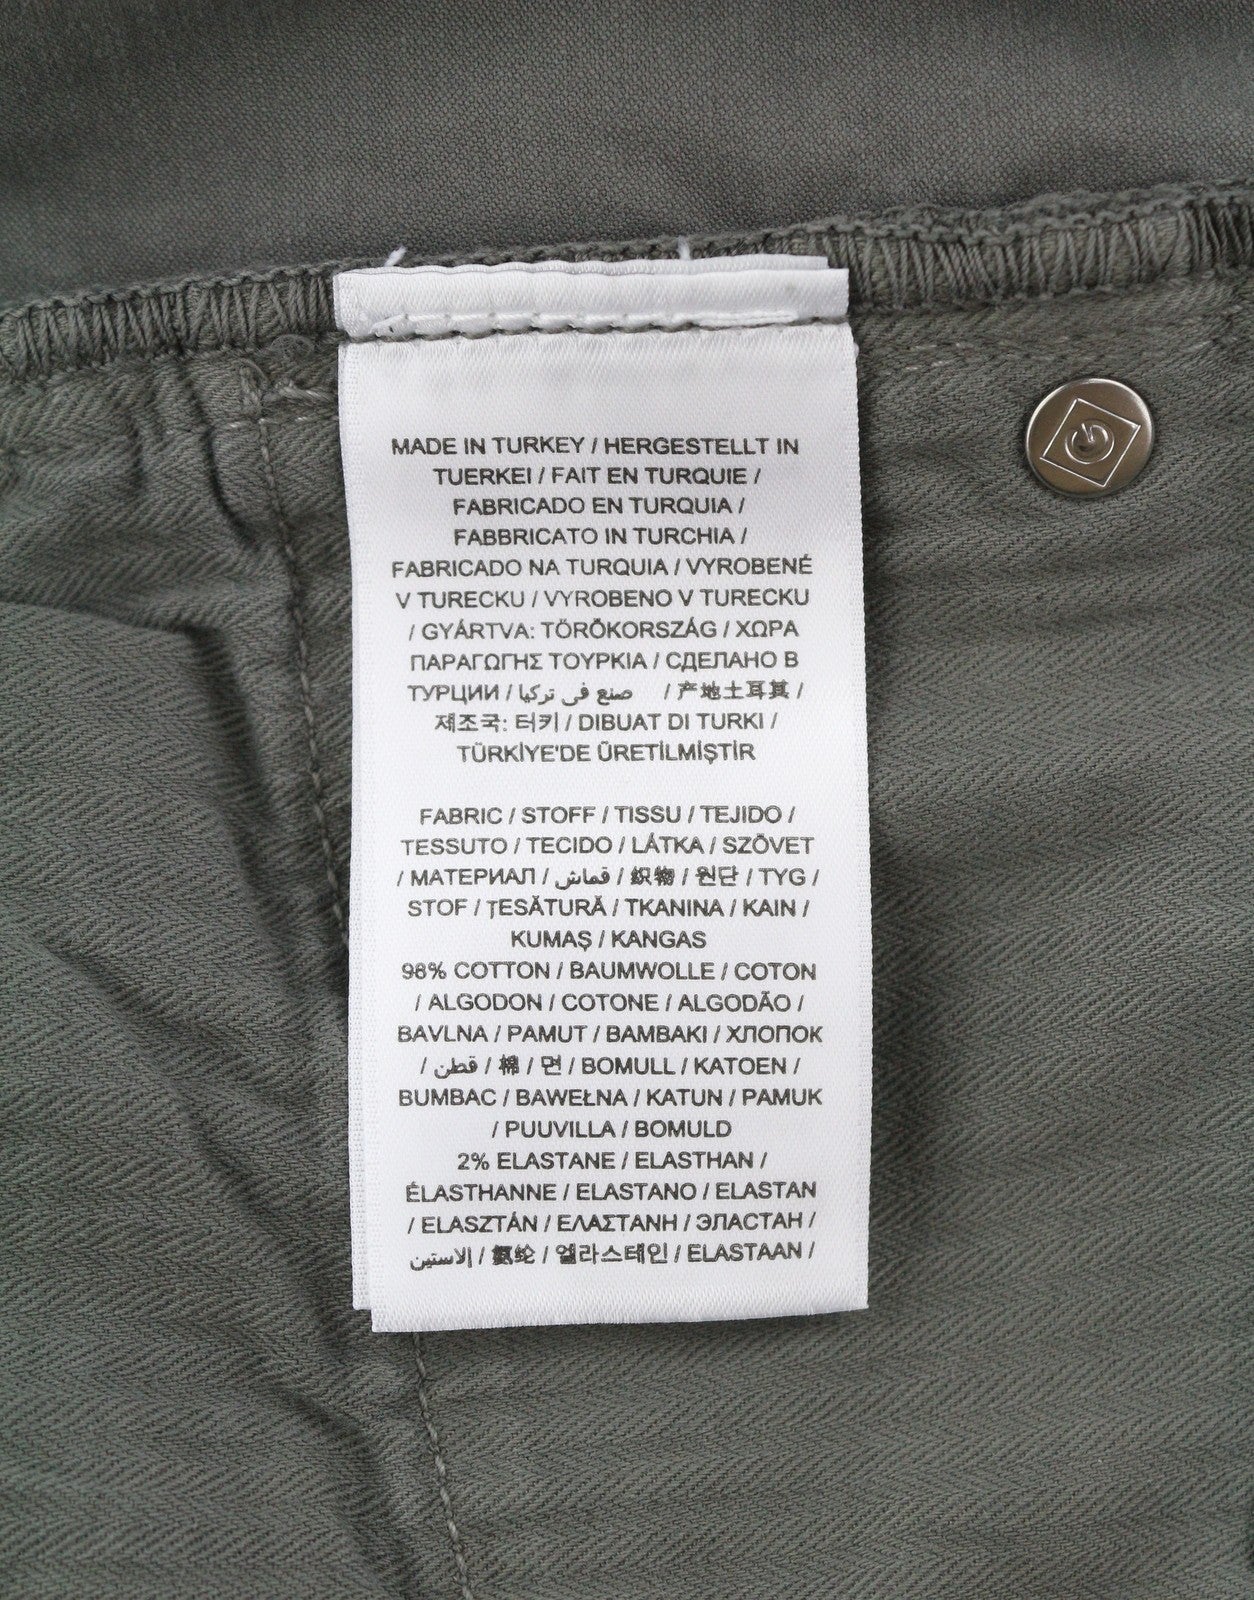 MADE IN TURKEY / HERGESTELLT IN
TUERKEI / FAIT EN TURQUIE /
FABRICADO EN TURQUIA /
FABBRICATO IN TURCHIA /
FABRICADO NA TURQUIA / VYROBENÉ
V TURECKU / VYROBENO V TURECKU
/ GYÁRTVA: TÖRÖKORSZÁG / ΧΩΡΑ
ΠΑΡΑΓΩΓΗΣ ΤΟΥΡΚΙΑ / СДЕЛАНО В
ТУРЦИИ / صنع في تركيا / 产地土耳其 /
제조국: 터키 / DIBUAT DI TURKI /
TÜRKİYE'DE ÜRETİLMİŞTİR
FABRIC / STOFF / TISSU / TEJIDO /
TESSUTO / TECIDO / LÁTKA / SZÖVET
/ МАТЕРИАЛ / قماش / 织物 / 원단 / TYG /
STOF / ȚESĂTURĂ / TKANINA / KAIN /
KUMAŞ / KANGAS
98% COTTON / BAUMWOLLE / COTON
/ ALGODON / COTONE / ALGODÃO /
BAVLNA / PAMUT / ΒΑΜΒΑΚΙ / ХЛОПОК
/ قطن / 棉 / 면 / BOMULL / KATOEN /
BUMBAC / BAWEŁNA / KATUN / PAMUK
/ PUUVILLA / BOMULD
2% ELASTANE / ELASTHAN /
ÉLASTHANNE / ELASTANO / ELASTAN
/ ELASZTÁN / ΕΛΑΣΤΑΝΗ / ЭЛАСТАН /
إلاستين / 氨纶 / 엘라스테인 / ELASTAAN /
G